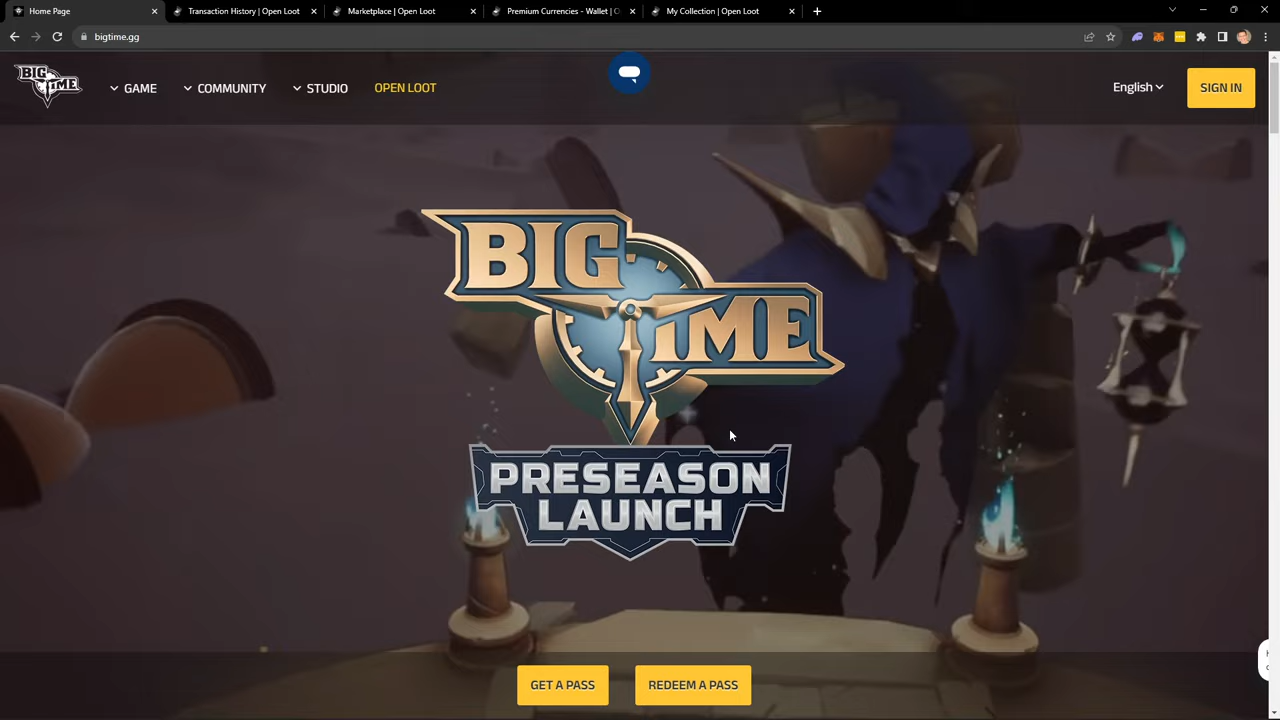 Home Page
Transaction History | Open Loot
Marketplace | Open Loot
Premium Currencies - Wallet | O
My Collection | Open Loot
bigtime.gg
BIG TIME
GAME
COMMUNITY
STUDIO
OPEN LOOT
English
SIGN IN
BIG
TIME
PRESEASON
LAUNCH
GET A PASS
REDEEM A PASS